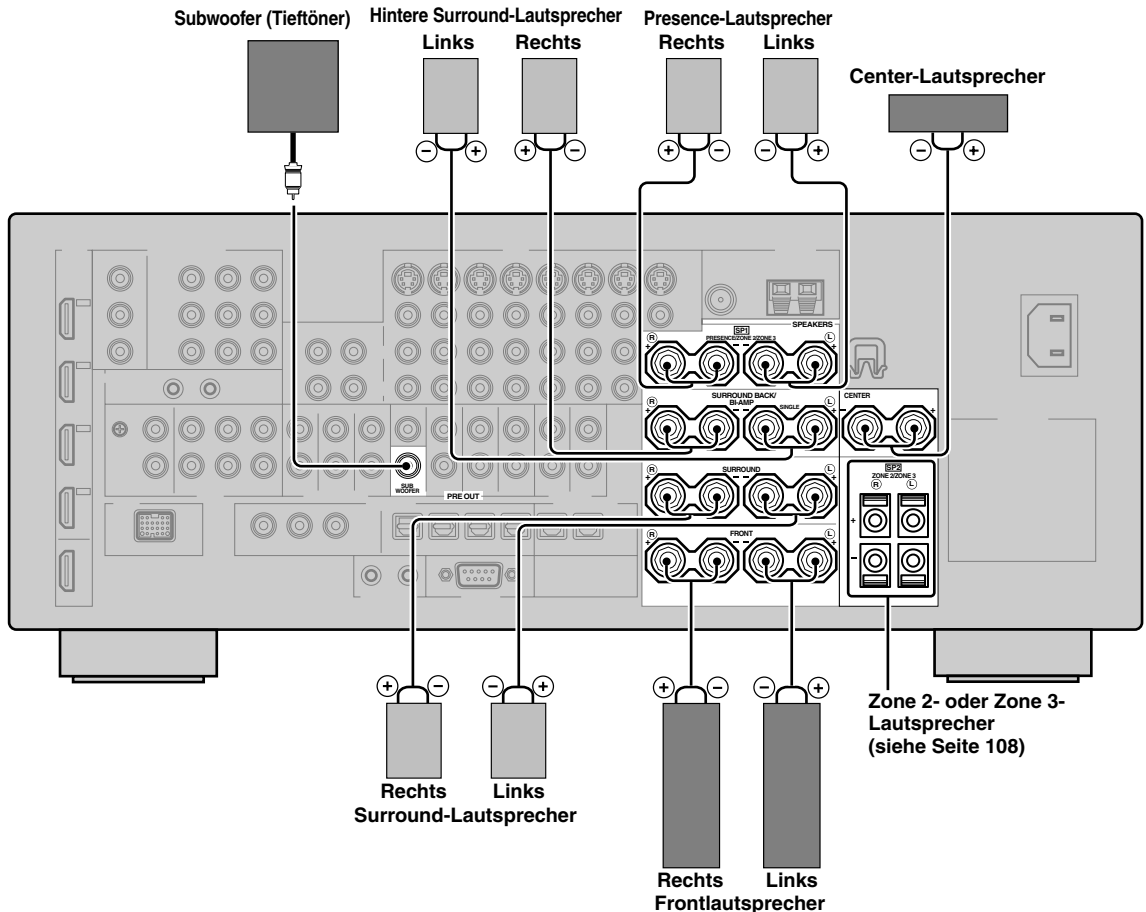 Subwoofer (Tieftöner)
Hintere Surround-Lautsprecher
Links Rechts
Presence-Lautsprecher
Rechts Links
Center-Lautsprecher
− + + − + − − + − +
SPEAKERS
SP1
PRESENCE/ZONE 2/ZONE 3
R L
+ +
SURROUND BACK/
BI-AMP
SINGLE
R L
+ +
CENTER
+
SURROUND
R L
+ +
SP2
ZONE 2/ZONE 3
R L
+
−
SUB
WOOFER
PRE OUT
FRONT
R L
+ +
+ − − +
Rechts Links
Surround-Lautsprecher
+ − − +
Rechts Links
Frontlautsprecher
Zone 2- oder Zone 3-
Lautsprecher
(siehe Seite 108)